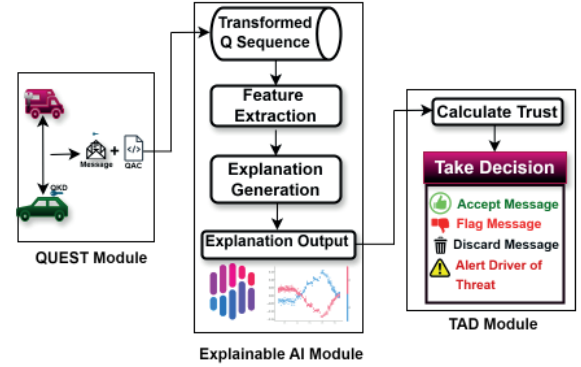 QKD
Message
+
QAC
QUEST Module
Transformed
Q Sequence
Feature
Extraction
Explanation
Generation
Explanation Output
Explainable AI Module
Calculate Trust
Take Decision
Accept Message
Flag Message
Discard Message
Alert Driver of
Threat
TAD Module